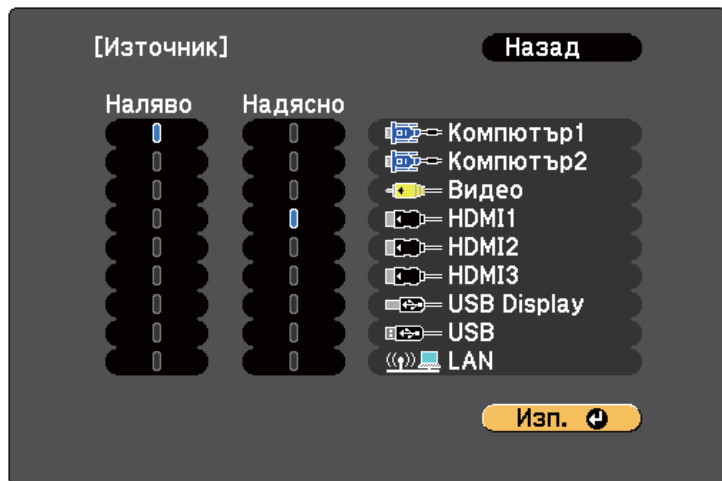 [Източник]
Назад
Наляво
Надясно
Компютър1
Компютър2
Видео
HDMI1
HDMI2
HDMI3
USB Display
USB
LAN
Изп.